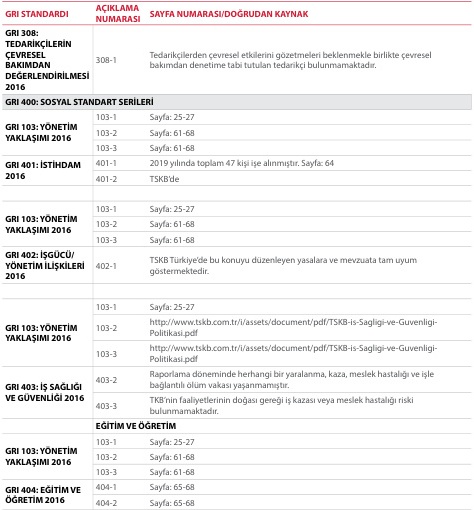 GRI STANDARDI AÇIKLAMA NUMARASI SAYFA NUMARASI/DOĞRUDAN KAYNAK
GRI 308:
TEDARİKÇİLERİN
ÇEVRESEL
BAKIMDAN
DEĞERLENDİRİLMESİ
2016
308-1 Tedarikçilerden çevresel etkilerini gözetmeleri beklenmekle birlikte çevresel
bakımdan denetime tabi tutulan tedarikçi bulunmamaktadır.
GRI 400: SOSYAL STANDART SERİLERİ
GRI 103: YÖNETİM
YAKLAŞIMI 2016
103-1 Sayfa: 25-27
103-2 Sayfa: 61-68
103-3 Sayfa: 61-68
GRI 401: İSTİHDAM
2016
401-1 2019 yılında toplam 47 kişi işe alınmıştır. Sayfa: 64
401-2 TSKB'de
GRI 103: YÖNETİM
YAKLAŞIMI 2016
103-1 Sayfa: 25-27
103-2 Sayfa: 61-68
103-3 Sayfa: 61-68
GRI 402: İŞGÜCÜ/
YÖNETİM İLİŞKİLERİ
2016
402-1 TSKB Türkiye'de bu konuyu düzenleyen yasalara ve mevzuata tam uyum
göstermektedir.
GRI 103: YÖNETİM
YAKLAŞIMI 2016
103-1 Sayfa: 25-27
103-2 http://www.tskb.com.tr/i/assets/document/pdf/TSKB-is-Sagligi-ve-Guvenligi-
Politikasi.pdf
103-3 http://www.tskb.com.tr/i/assets/document/pdf/TSKB-is-Sagligi-ve-Guvenligi-
Politikasi.pdf
GRI 403: İŞ SAĞLIĞI
VE GÜVENLİĞİ 2016
403-2 Raporlama döneminde herhangi bir yaralanma, kaza, meslek hastalığı ve işle
bağlantılı ölüm vakası yaşanmamıştır.
403-3 TKB'nin faaliyetlerinin doğası gereği iş kazası veya meslek hastalığı riski
bulunmamaktadır.
EĞİTİM VE ÖĞRETİM
GRI 103: YÖNETİM
YAKLAŞIMI 2016
103-1 Sayfa: 25-27
103-2 Sayfa: 61-68
103-3 Sayfa: 61-68
GRI 404: EĞİTİM VE
ÖĞRETİM 2016
404-1 Sayfa: 65-68
404-2 Sayfa: 65-68